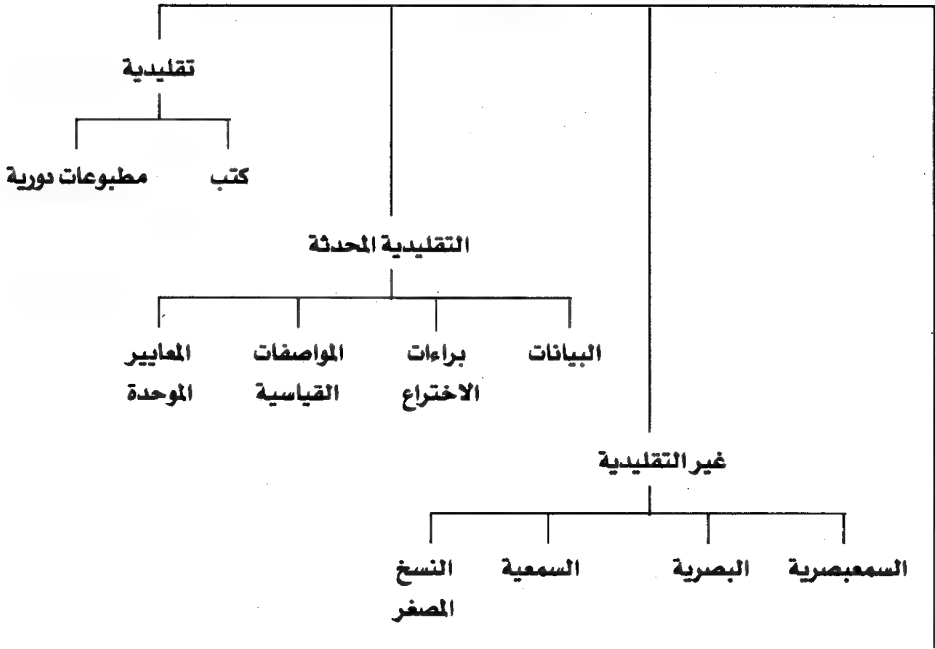 تقليدية
كتب
مطبوعات دورية
التقليدية المحدثة
البيانات
براءات
الاختراع
المواصفات
القياسية
المعايير
الموحدة
غير التقليدية
السمعبصرية
البصرية
السمعية
النسخ
المصغر